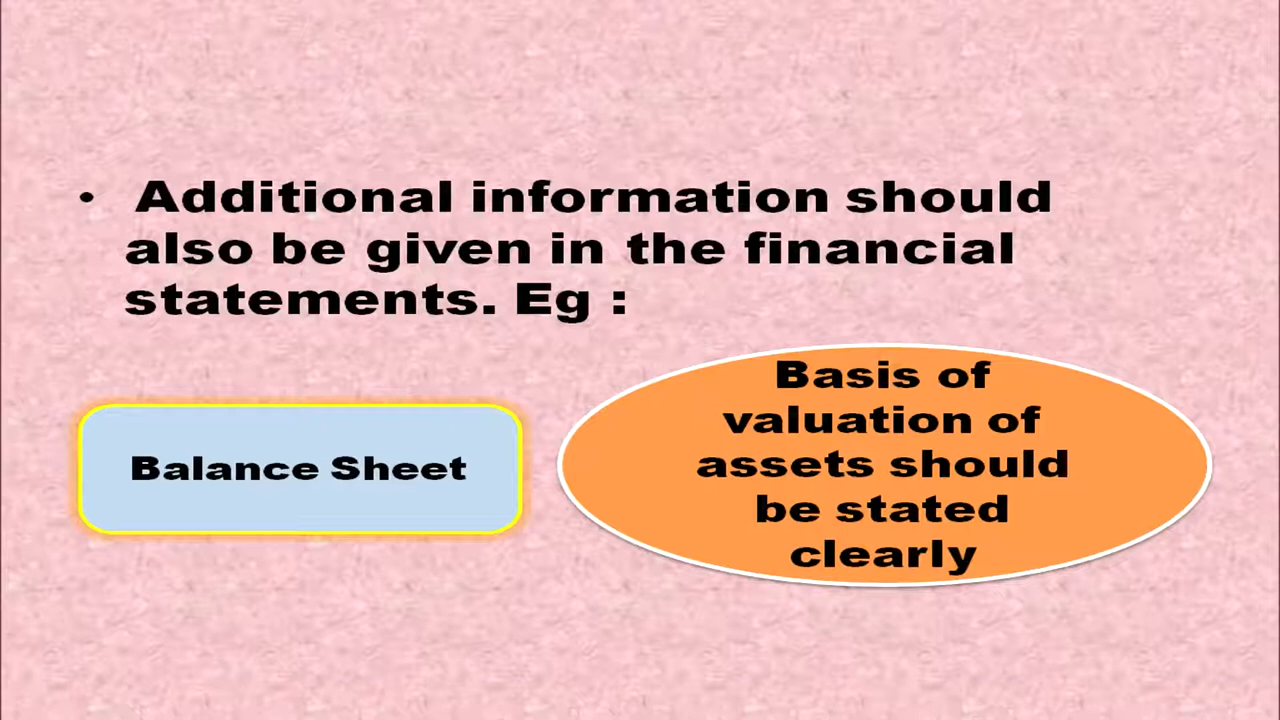 • Additional information should
also be given in the financial
statements. Eg :
Balance Sheet
Basis of
valuation of
assets should
be stated
clearly